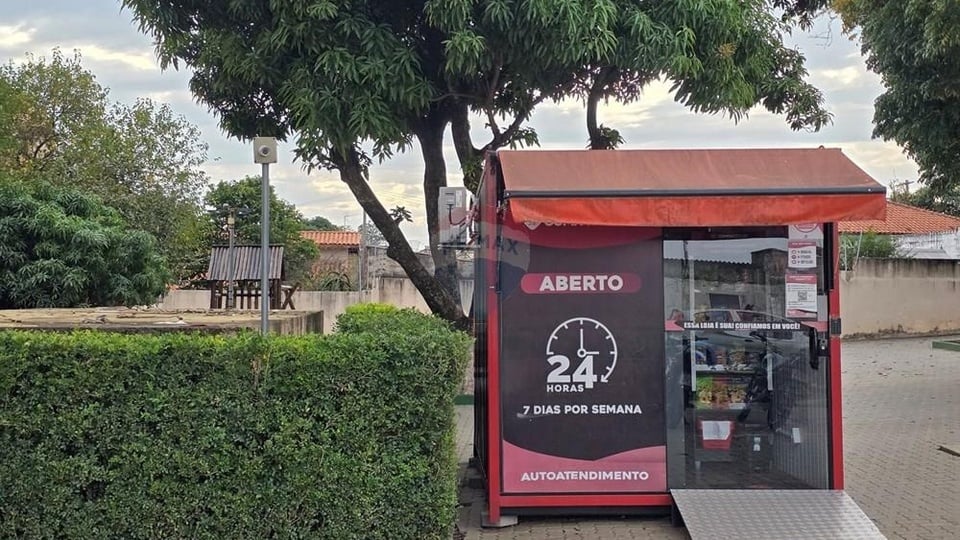 ABERTO
24
HORAS
7 DIAS POR SEMANA
AUTOATENDIMENTO
ESSA LOJA É SUA! CONFIAMOS EM VOCÊ!